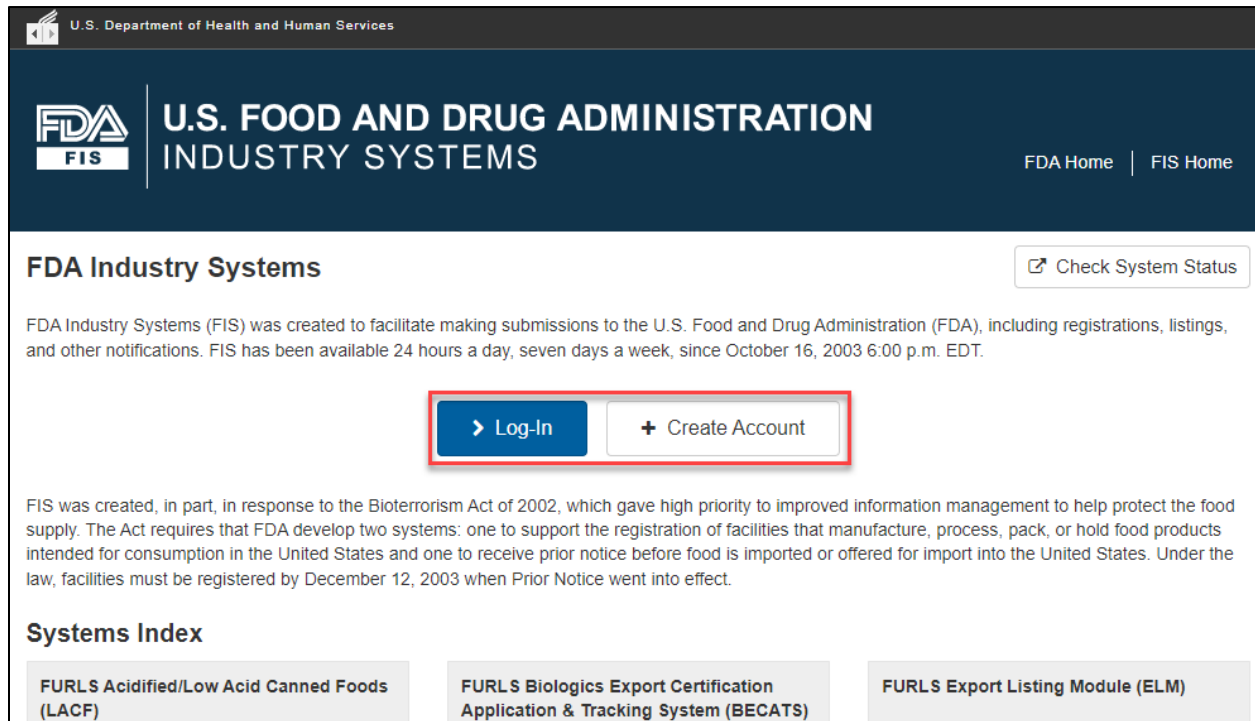 U.S. Department of Health and Human Services
FDA
FIS
U.S. FOOD AND DRUG ADMINISTRATION
INDUSTRY SYSTEMS
FDA Home | FIS Home
FDA Industry Systems
Check System Status
FDA Industry Systems (FIS) was created to facilitate making submissions to the U.S. Food and Drug Administration (FDA), including registrations, listings,
and other notifications. FIS has been available 24 hours a day, seven days a week, since October 16, 2003 6:00 p.m. EDT.
Log-In
+ Create Account
FIS was created, in part, in response to the Bioterrorism Act of 2002, which gave high priority to improved information management to help protect the food
supply. The Act requires that FDA develop two systems: one to support the registration of facilities that manufacture, process, pack, or hold food products
intended for consumption in the United States and one to receive prior notice before food is imported or offered for import into the United States. Under the
law, facilities must be registered by December 12, 2003 when Prior Notice went into effect.
Systems Index
FURLS Acidified/Low Acid Canned Foods
(LACF)
FURLS Biologics Export Certification
Application & Tracking System (BECATS)
FURLS Export Listing Module (ELM)